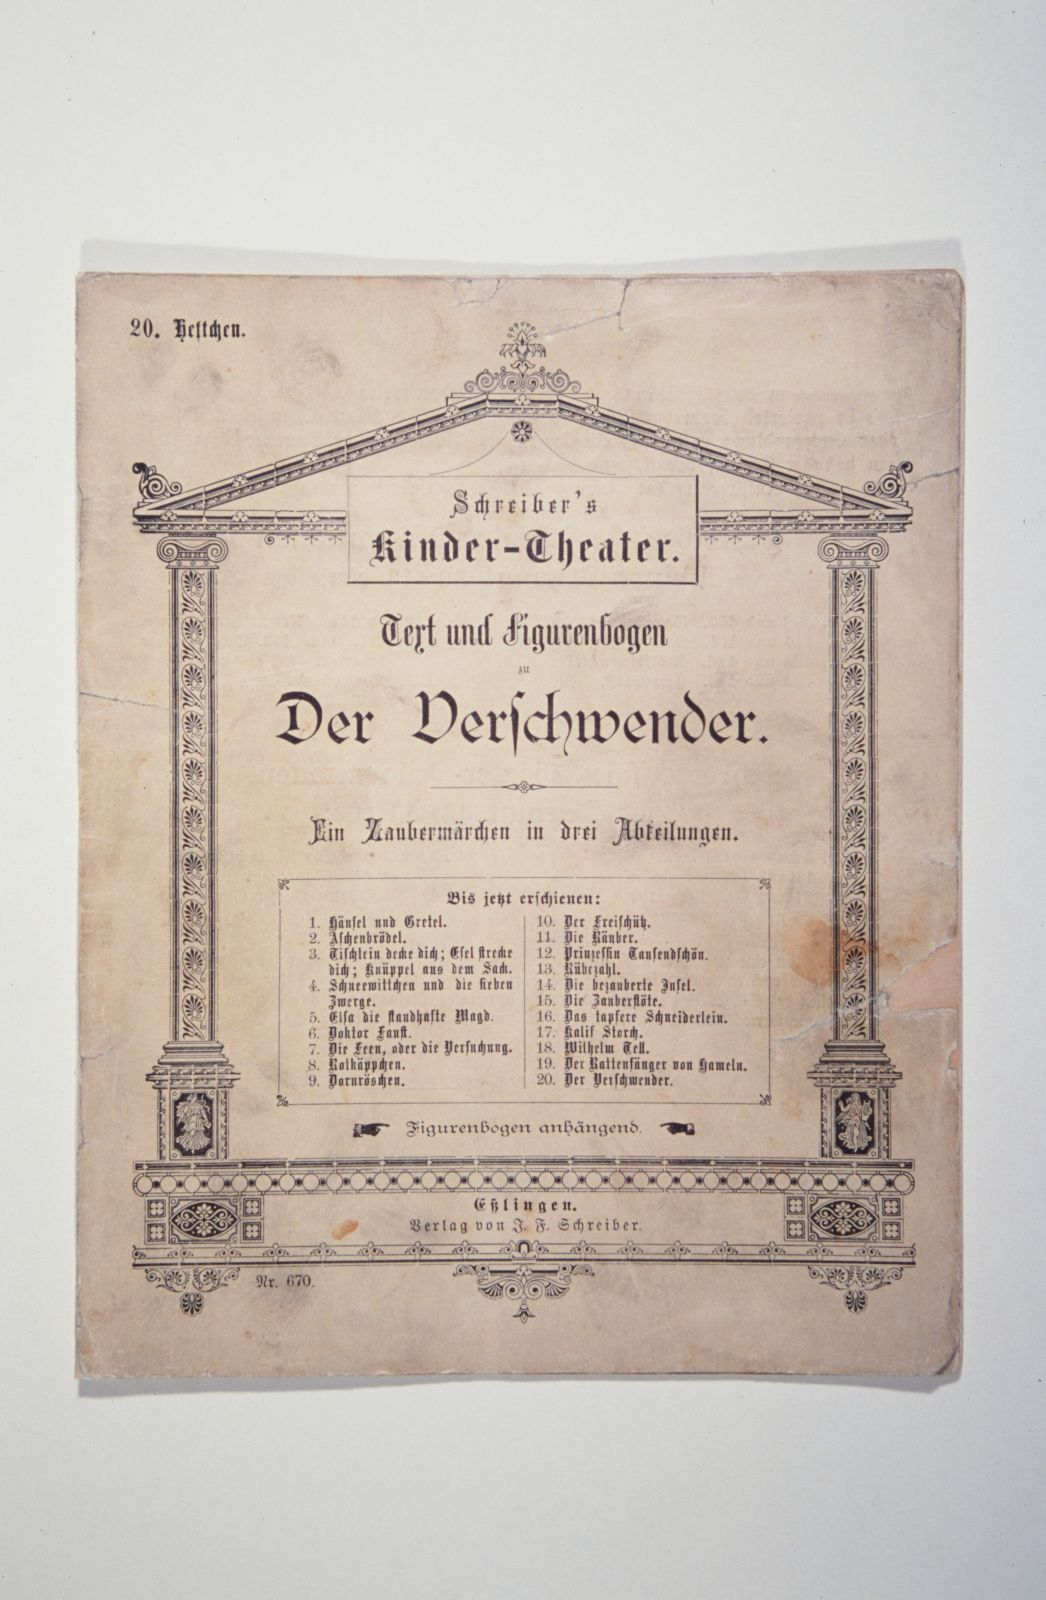 20. Heftchen.
Schreiber's
Kinder-Theater.
Text und Figurenbogen
zu
Der Verschwender.
Ein Zaubermärchen in drei Abteilungen.
Bis jetzt erschienen:
1. Hänsel und Gretel.
2. Aschenbrödel.
3. Tischlein decke dich; Esel strecke
dich; Knüppel aus dem Sack.
4. Schneewittchen und die sieben
Zwerge.
5. Elsa die standhafte Magd.
6. Doktor Faust.
7. Die Feen, oder die Versuchung.
8. Rotkäppchen.
9. Dornröschen.
10. Der Freischütz.
11. Die Räuber.
12. Prinzessin Tausendschön.
13. Rübezahl.
14. Die bezauberte Insel.
15. Die Zauberflöte.
16. Das tapfere Schneiderlein.
17. Kalif Storch.
18. Wilhelm Tell.
19. Der Rattenfänger von Hameln.
20. Der Verschwender.
Figurenbogen anhängend.
Eßlingen.
Verlag von J. F. Schreiber.
Nr. 670.